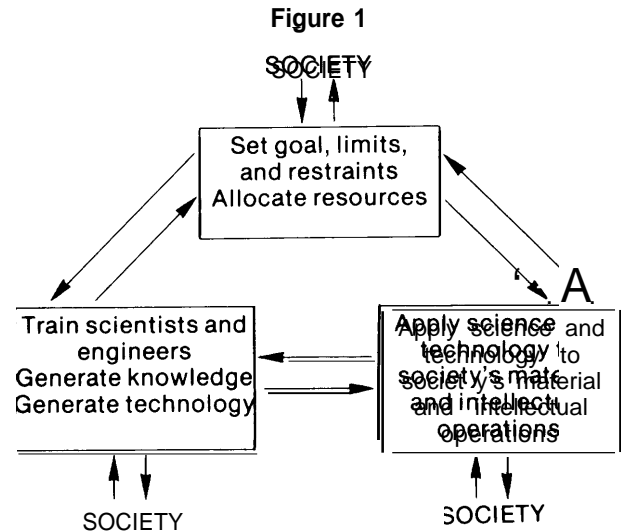 Figure 1
SOCIETY
Set goal, limits,
and restraints
Allocate resources
A
Train scientists and
engineers
Generate knowledge
Generate technology
Apply science and
technology to
society's material
and intellectual
operations
SOCIETY
SOCIETY